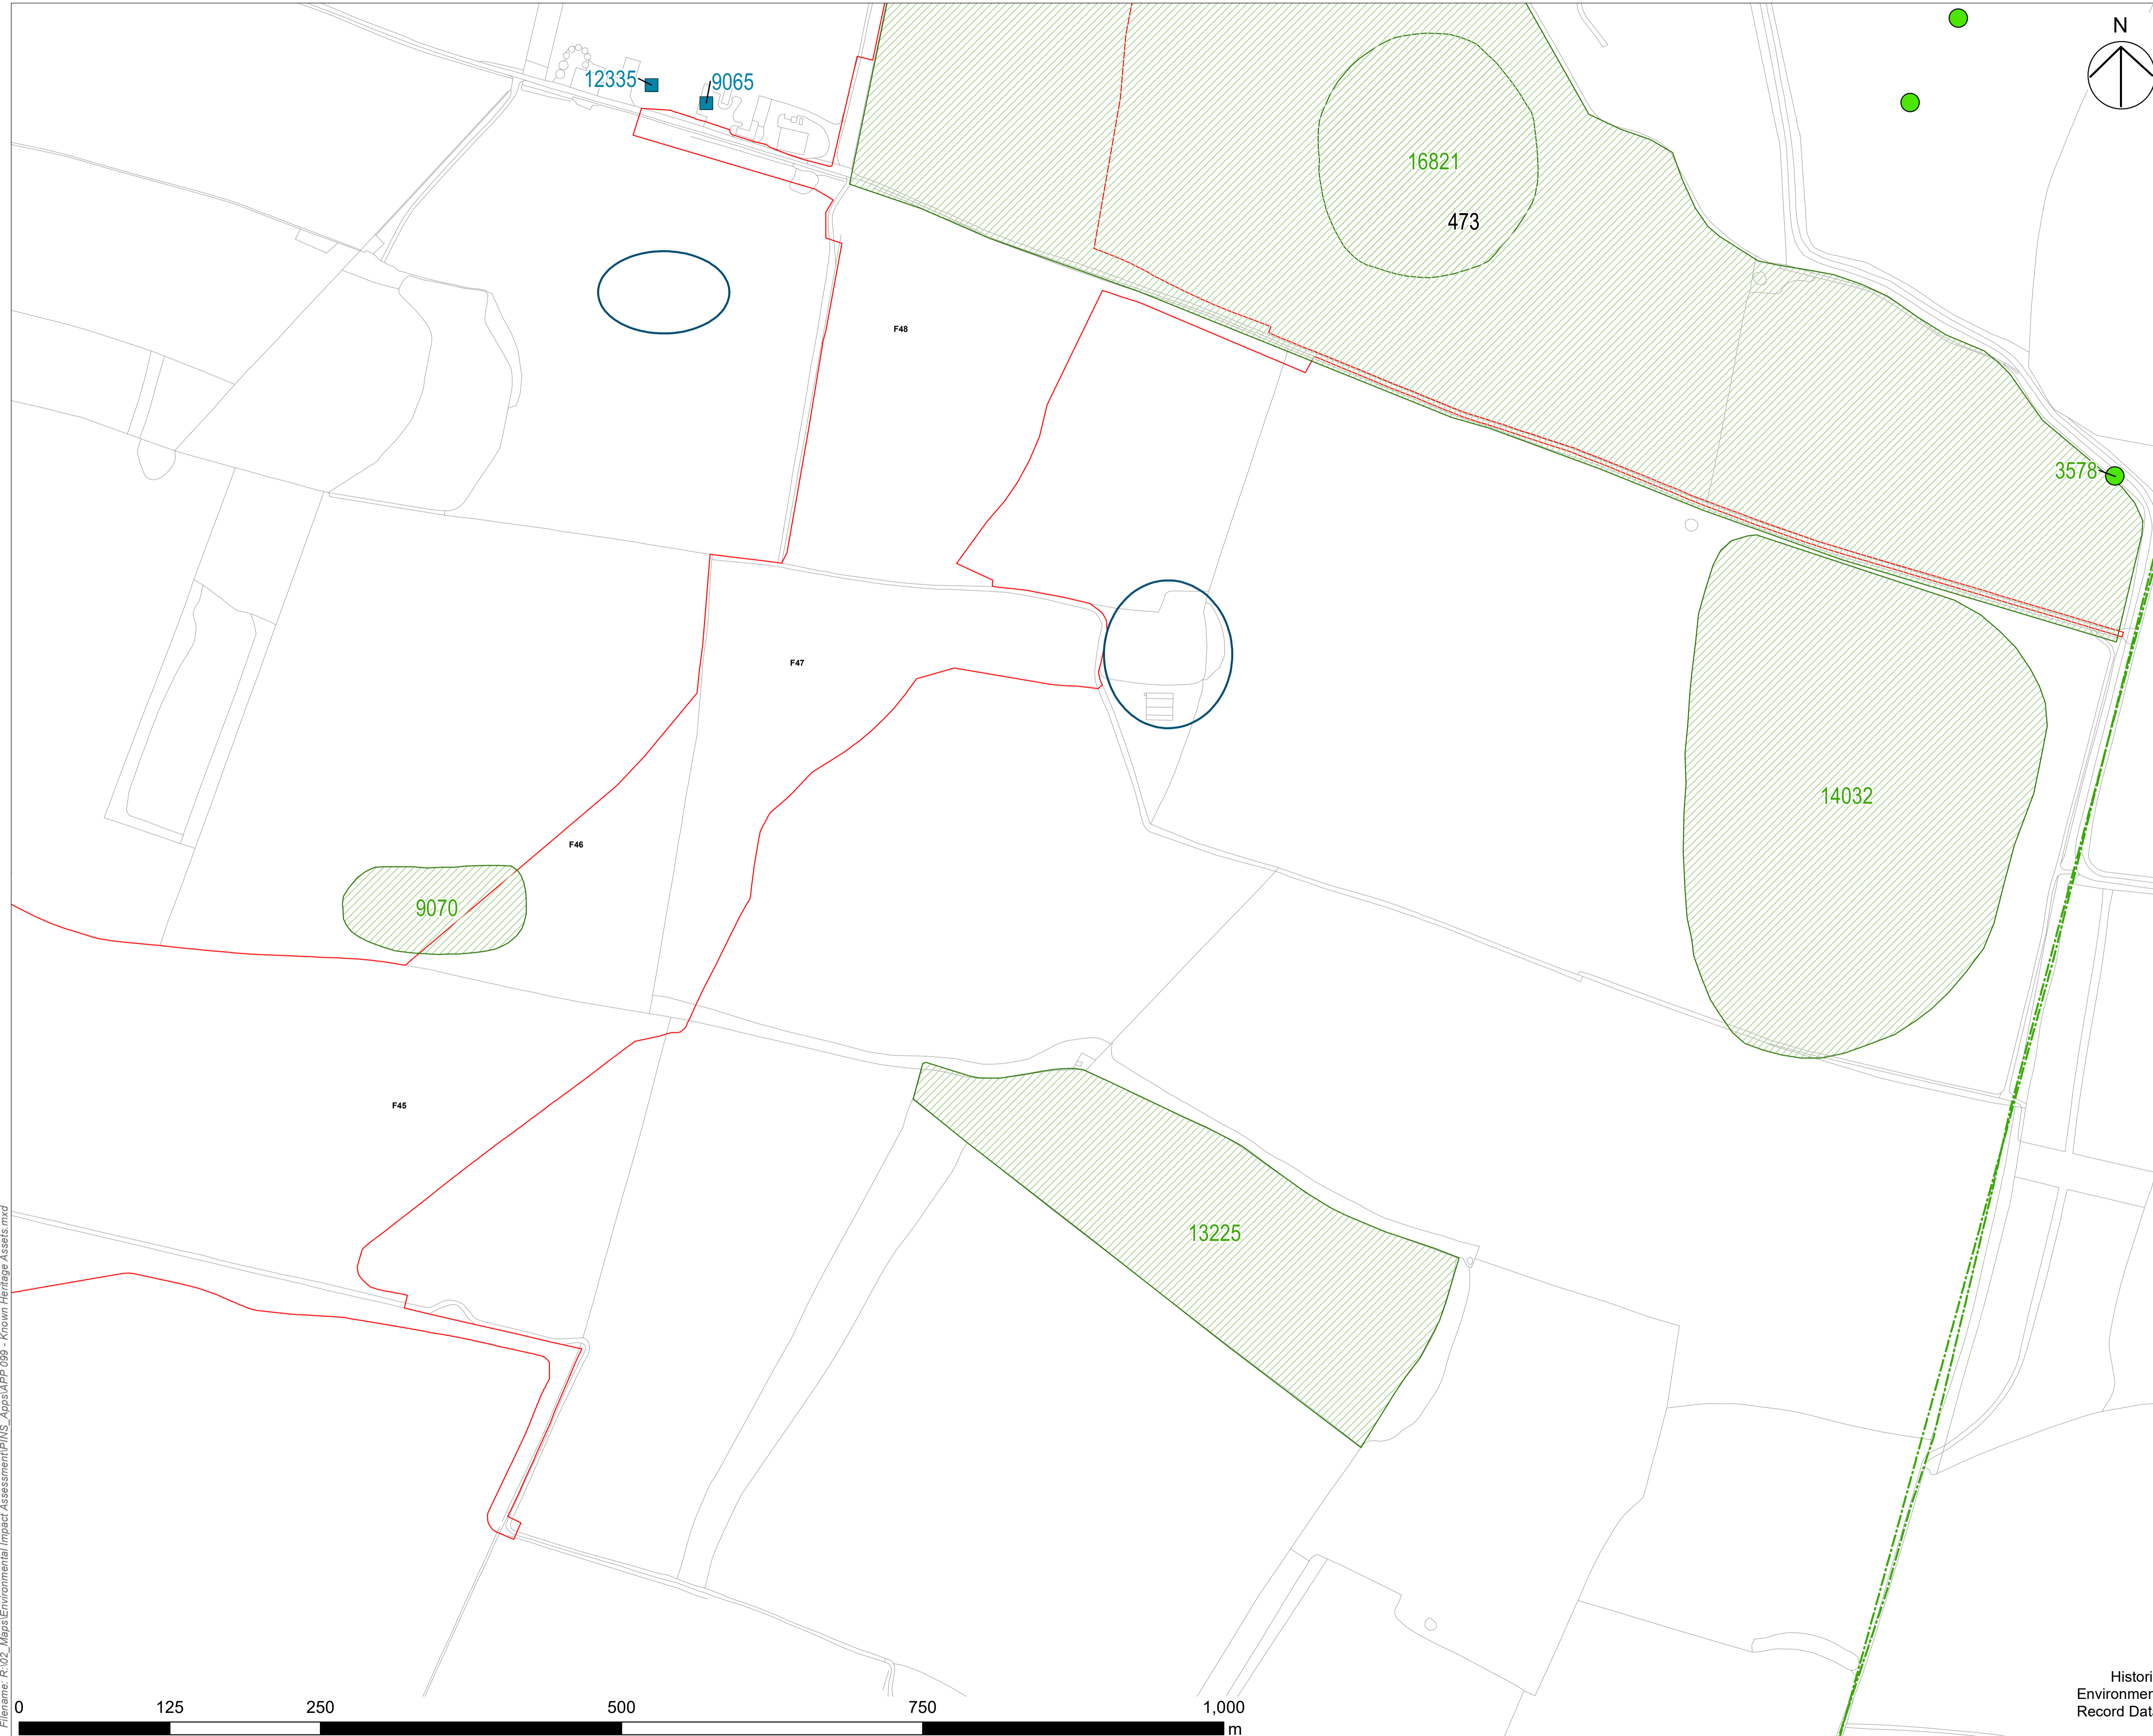 N
12335
9065
16821
473
F48
3578
F47
14032
F46
9070
F45
13225
Filename: R:\02_Maps\Environmental Impact Assessment\PINS_Apps\APP 099 - Known Heritage Assets.mxd
Histori
Environmen
Record Dat
0 125 250 500 750 1,000
m